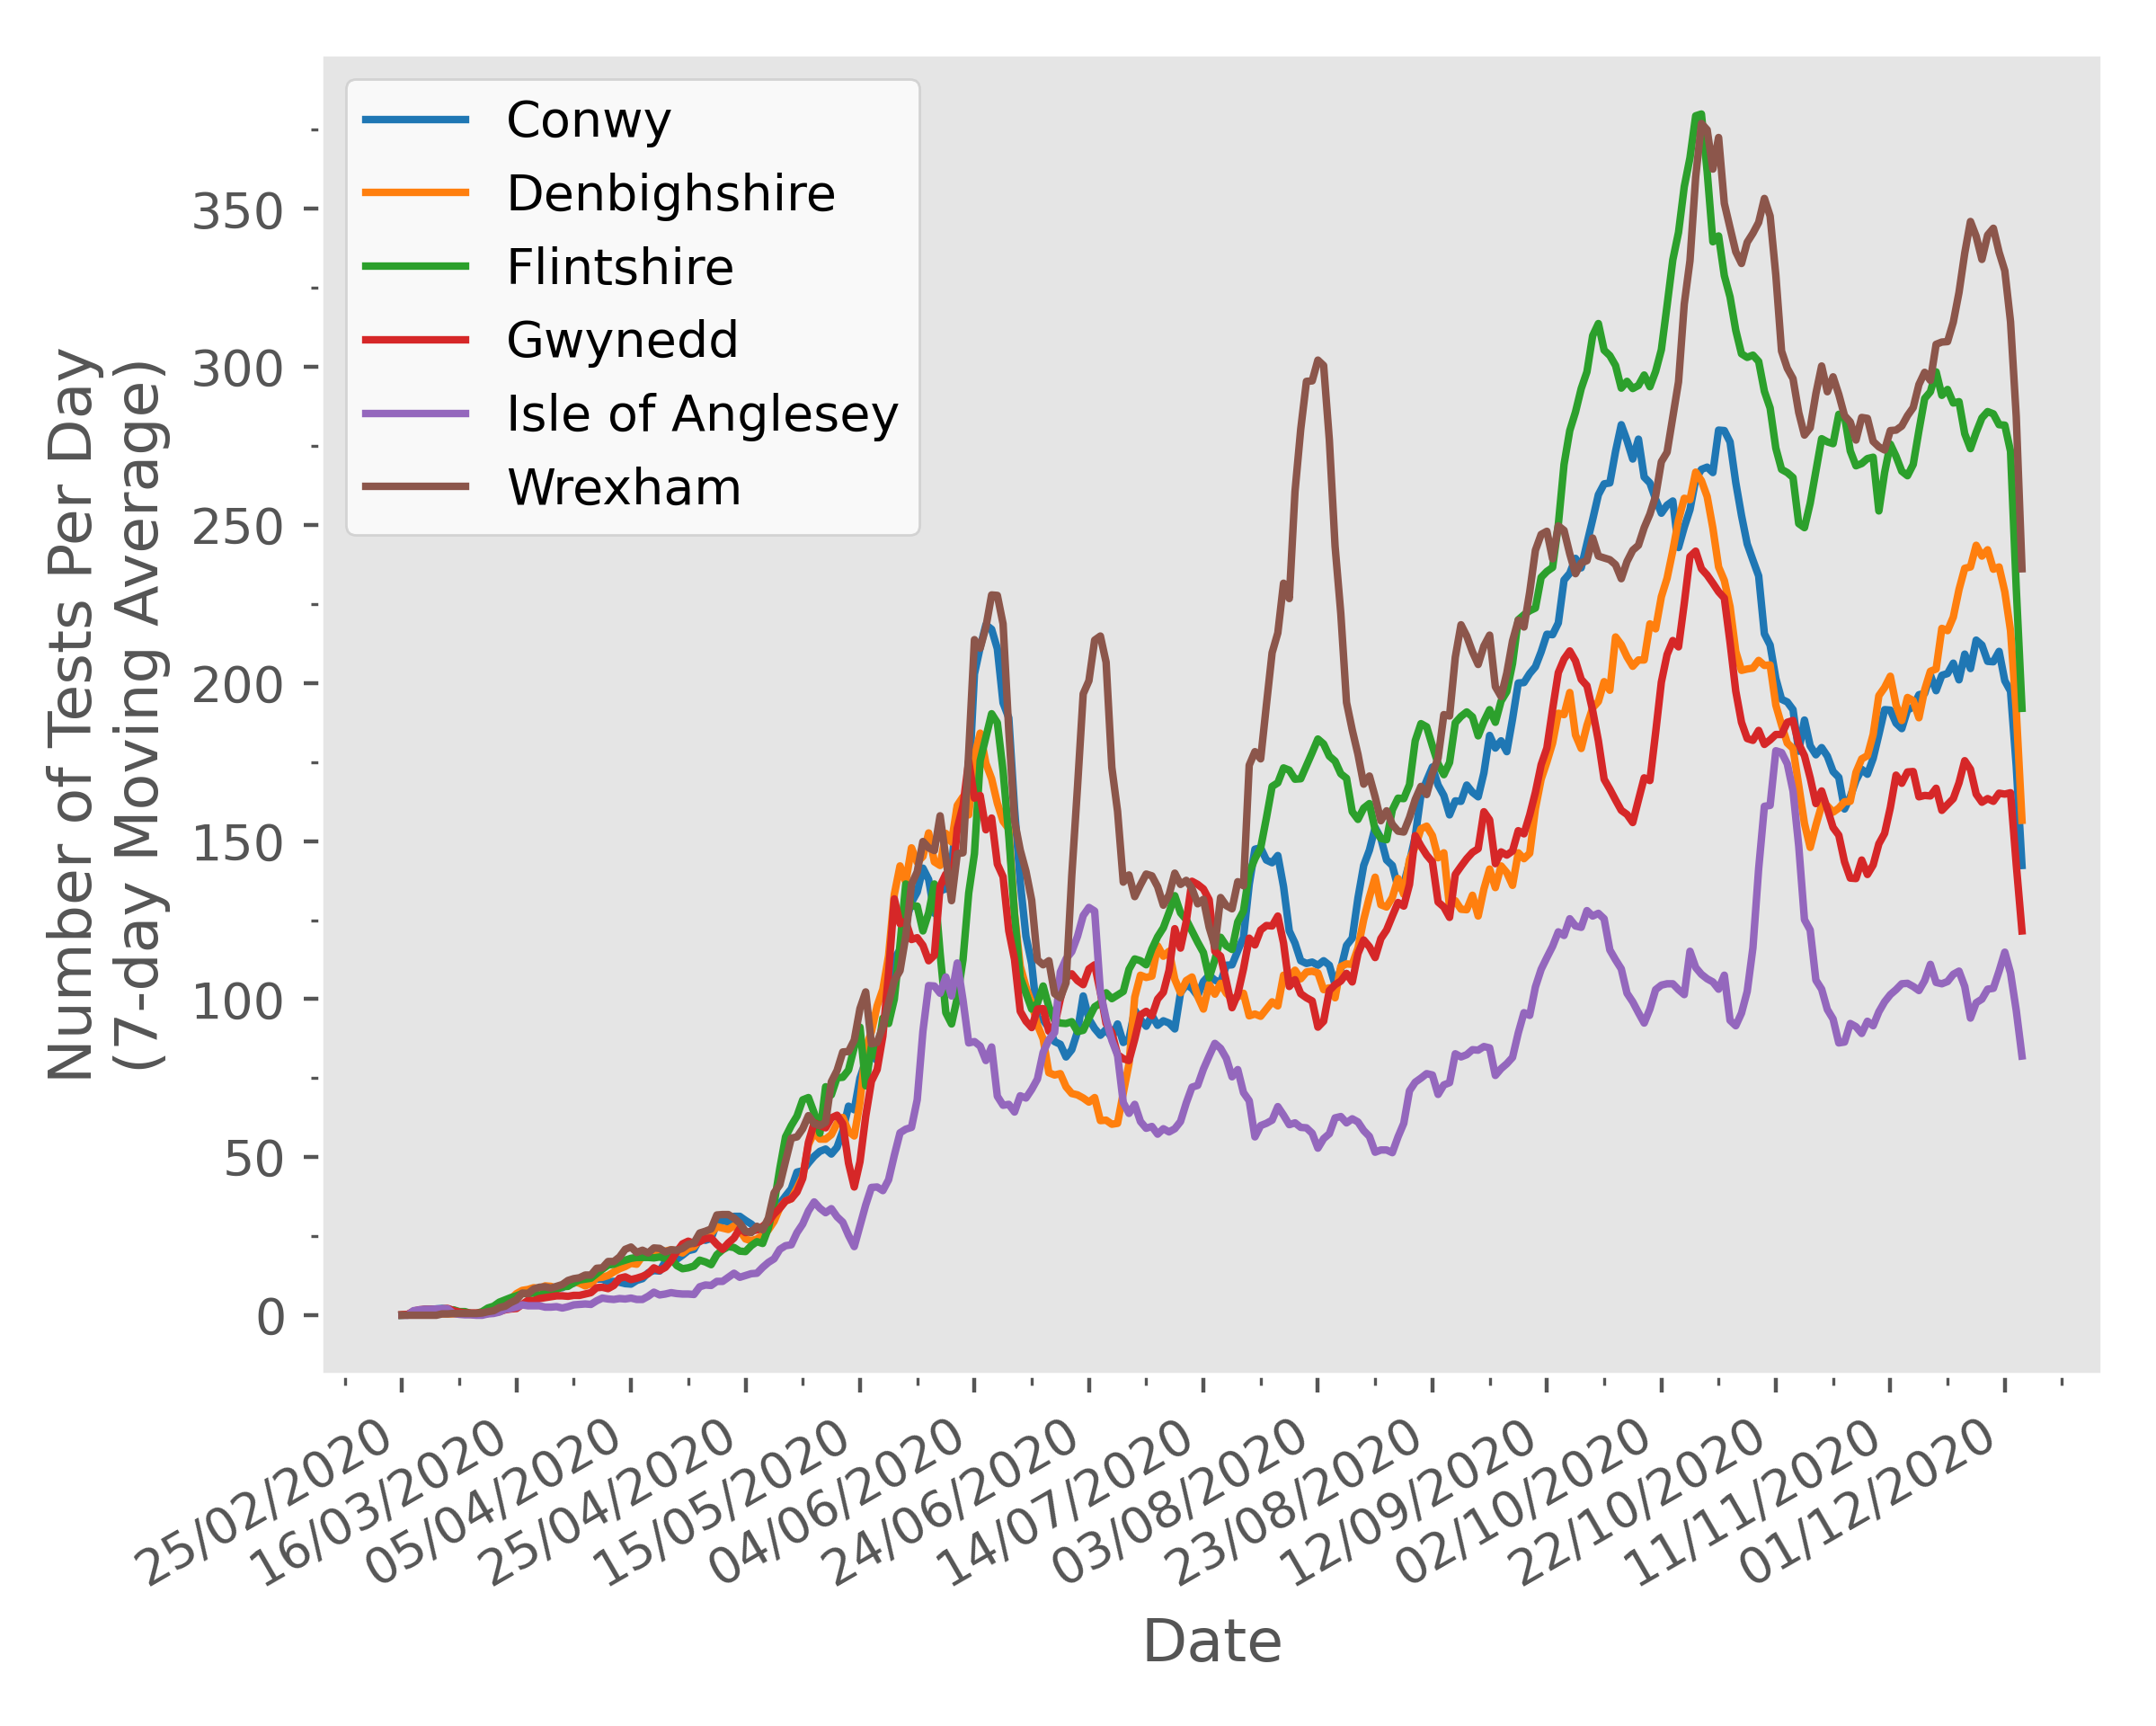 Conwy
Denbighshire
Flintshire
Gwynedd
Isle of Anglesey
Wrexham
Number of Tests Per Day
(7-day Moving Average)
350
300
250
200
150
100
50
0
25/02/2020
16/03/2020
05/04/2020
25/04/2020
15/05/2020
04/06/2020
24/06/2020
14/07/2020
03/08/2020
23/08/2020
12/09/2020
02/10/2020
22/10/2020
11/11/2020
01/12/2020
Date